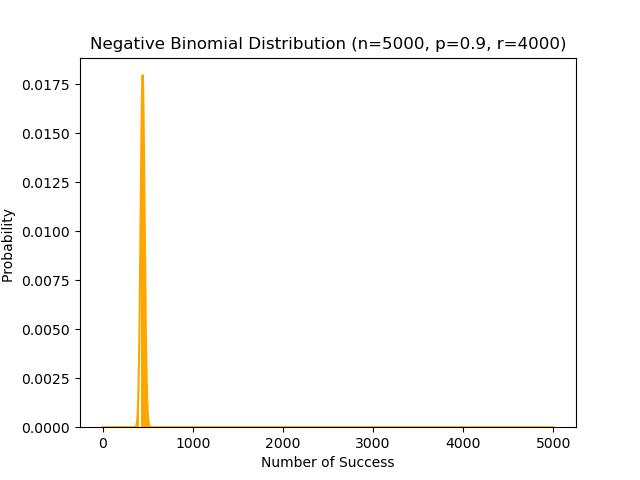 Negative Binomial Distribution (n=5000, p=0.9, r=4000)
0.0175
0.0150
0.0125
0.0100
0.0075
0.0050
0.0025
0.0000
Probability
0 1000 2000 3000 4000 5000
Number of Success